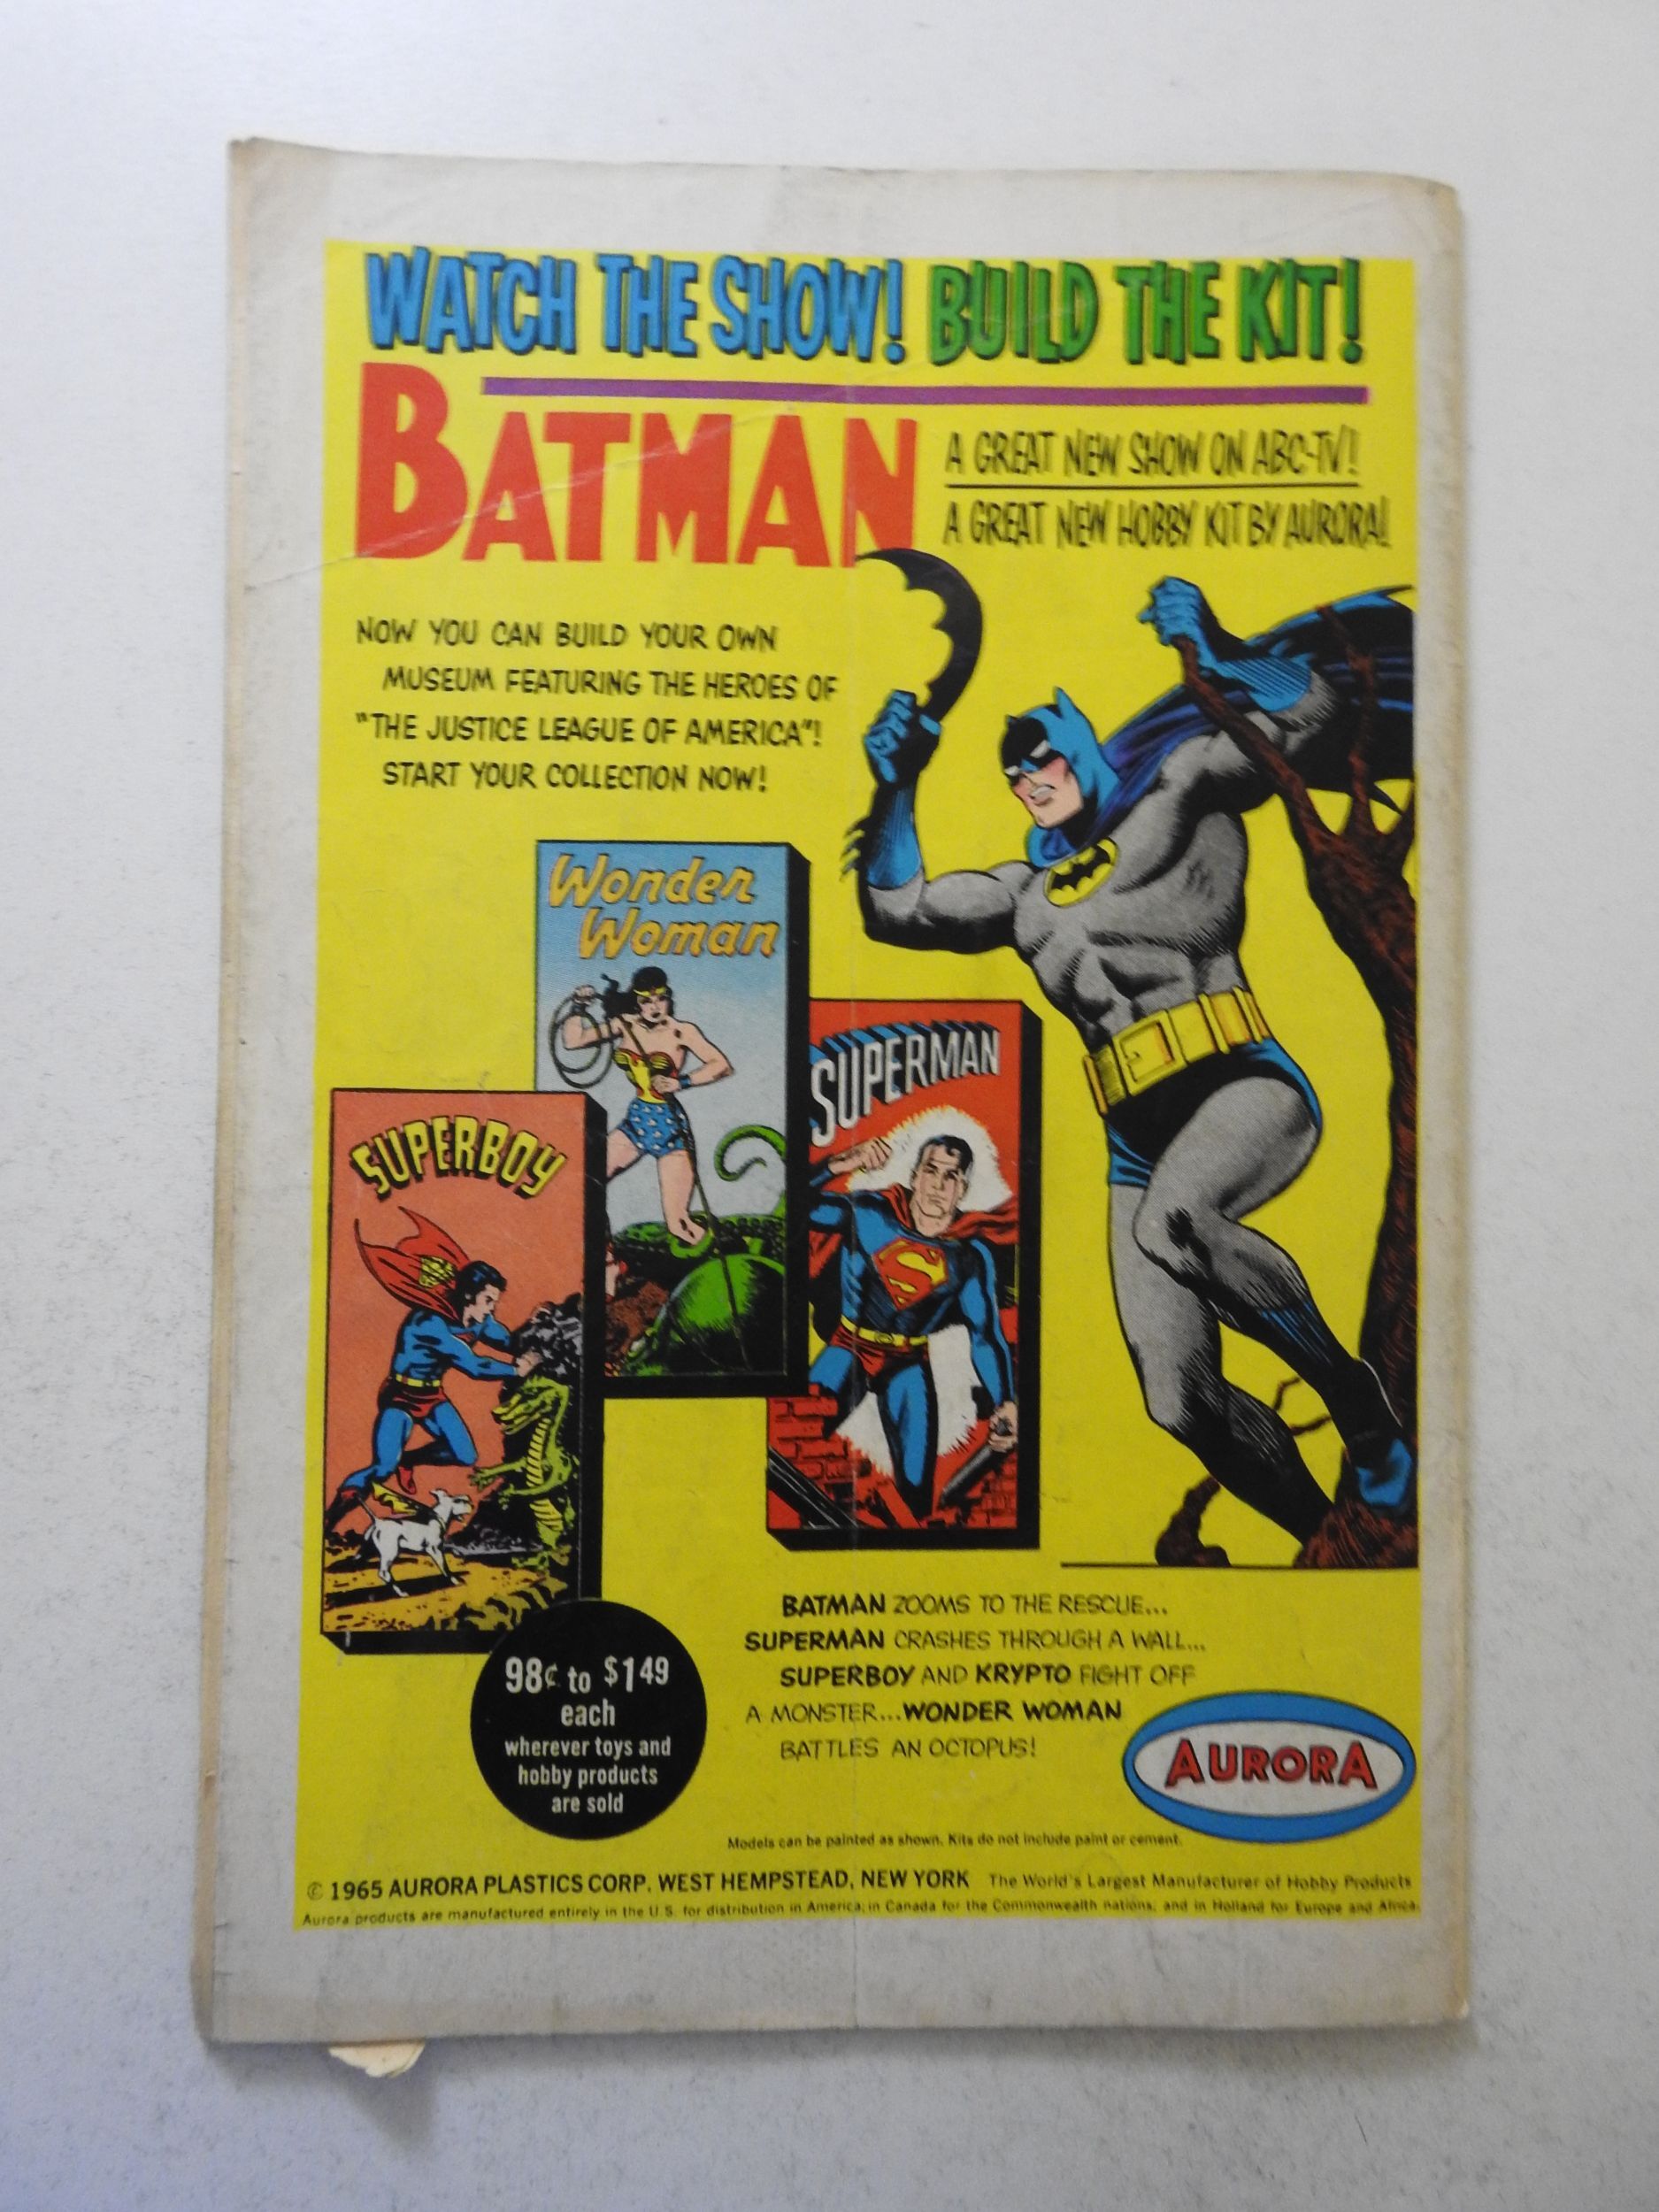 WATCH THE SHOW! BUILD THE KIT!
BATMAN
A GREAT NEW SHOW ON ABC-TV!
A GREAT NEW HOBBY KIT BY AURORA!
NOW YOU CAN BUILD YOUR OWN
MUSEUM FEATURING THE HEROES OF
"THE JUSTICE LEAGUE OF AMERICA"!
START YOUR COLLECTION NOW!
Wonder
Woman
SUPERMAN
SUPERBOY
98¢ to $1.49
each
wherever toys and
hobby products
are sold
BATMAN ZOOMS TO THE RESCUE...
SUPERMAN CRASHES THROUGH A WALL...
SUPERBOY AND KRYPTO FIGHT OFF
A MONSTER...WONDER WOMAN
BATTLES AN OCTOPUS!
AURORA
Models can be painted as shown. Kits do not include paint or cement.
© 1965 AURORA PLASTICS CORP. WEST HEMPSTEAD, NEW YORK The World's Largest Manufacturer of Hobby Products
Aurora products are manufactured entirely in the U.S. for distribution in America; in Canada for the Commonwealth nations; and in Holland for Europe and Africa.